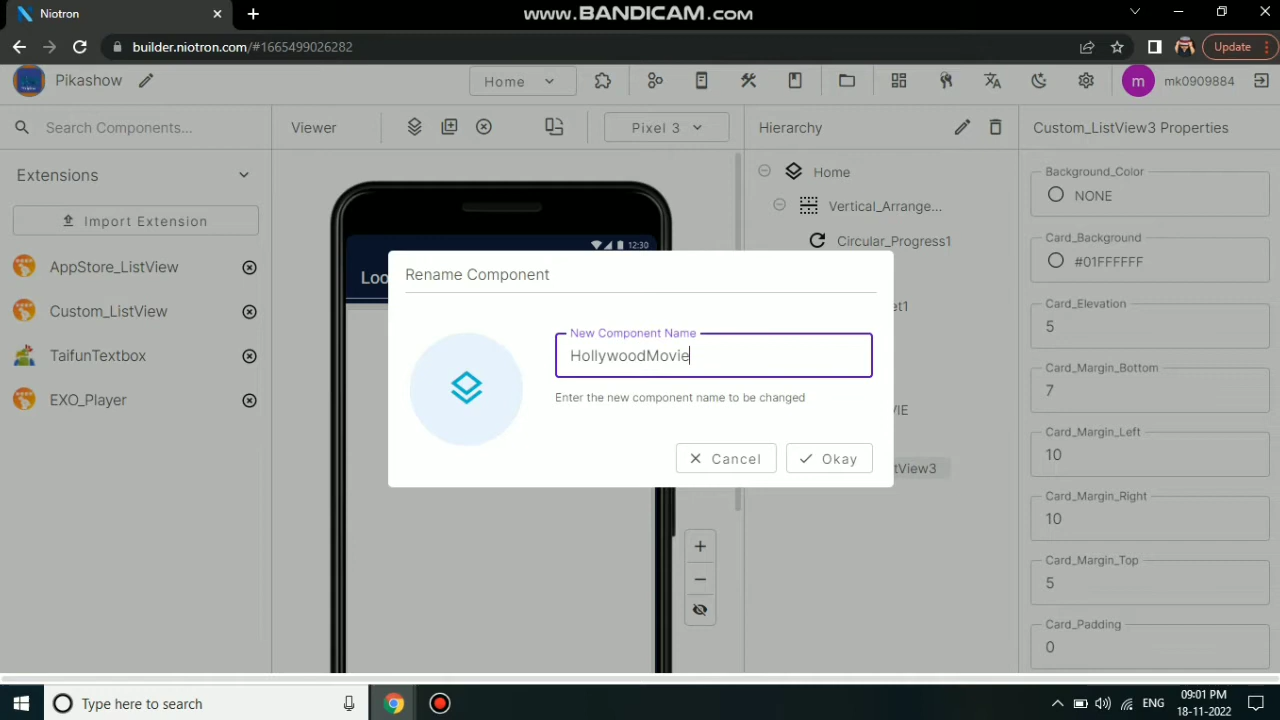 Niotron
www.BANDICAM.com
builder.niotron.com/#1665499026282
Update
Pikashow
Home
m
mk0909884
Search Components...
Viewer
Pixel 3
Hierarchy
Custom_ListView3 Properties
Extensions
Import Extension
AppStore_ListView
Custom_ListView
TaifunTextbox
EXO_Player
12:30
Loo
Home
Vertical_Arrange...
Circular_Progress1
et1
IE
tView3
Rename Component
New Component Name
HollywoodMovie
Enter the new component name to be changed
Cancel
Okay
Background_Color
NONE
Card_Background
#01FFFFFF
Card_Elevation
5
Card_Margin_Bottom
7
Card_Margin_Left
10
Card_Margin_Right
10
Card_Margin_Top
5
Card_Padding
0
Type here to search
ENG
09:01 PM
18-11-2022